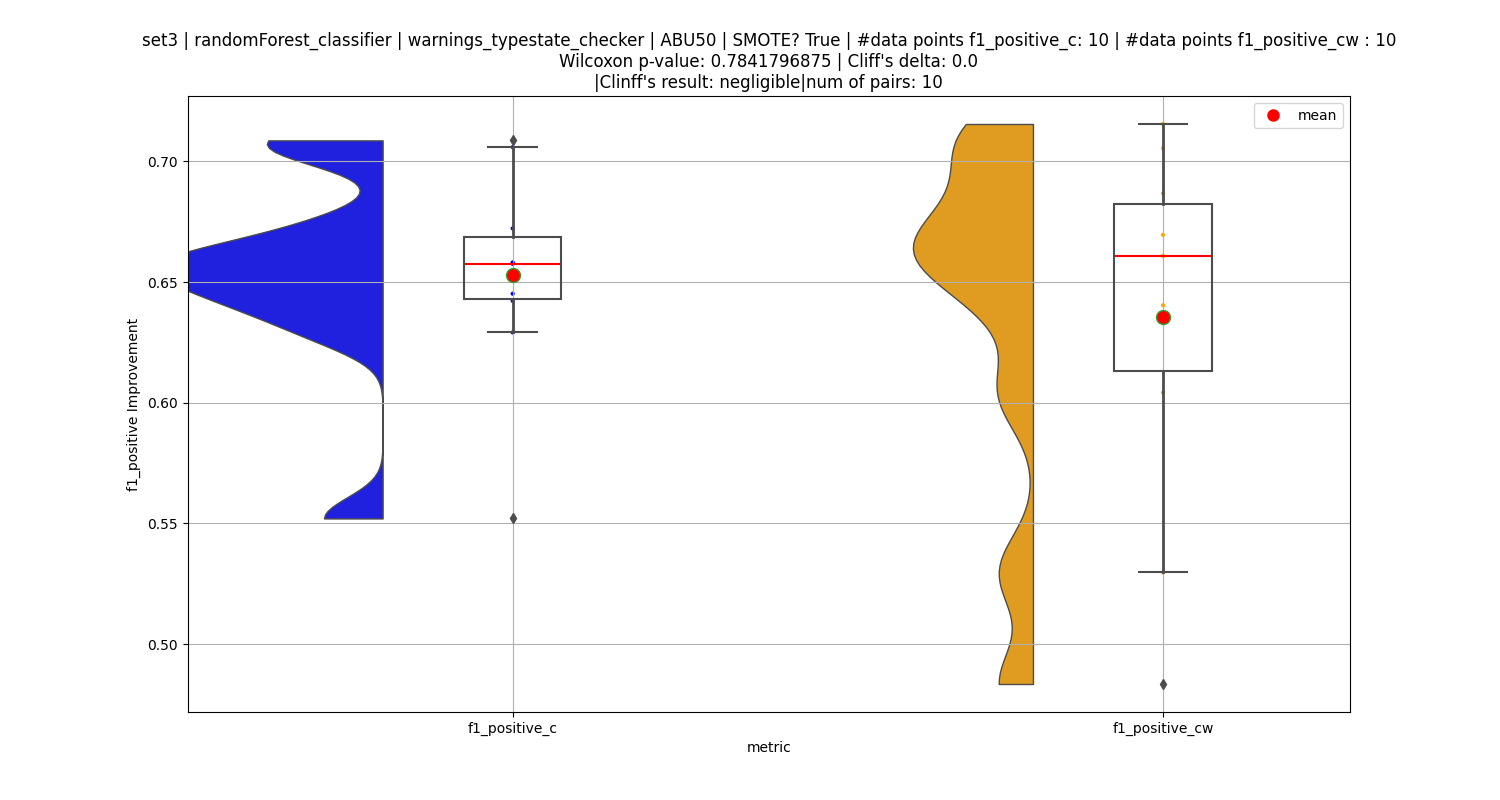 set3 | randomForest_classifier | warnings_typestate_checker | ABU50 | SMOTE? True | #data points f1_positive_c: 10 | #data points f1_positive_cw : 10
Wilcoxon p-value: 0.7841796875 | Cliff's delta: 0.0
|Clinff's result: negligible|num of pairs: 10
mean
0.70
0.65
0.60
0.55
0.50
f1_positive Improvement
f1_positive_c
f1_positive_cw
metric